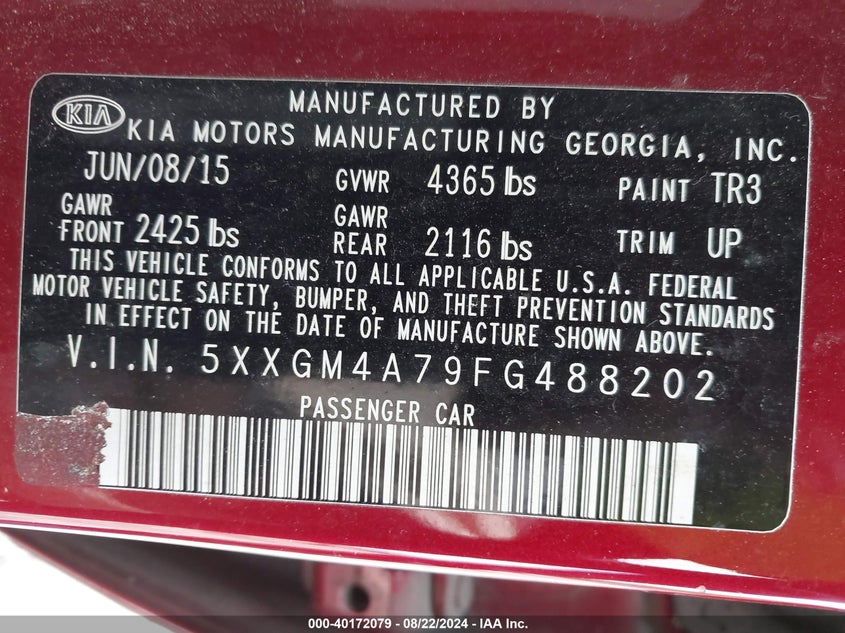 MANUFACTURED BY
KIA KIA MOTORS MANUFACTURING GEORGIA, INC.
JUN/08/15 GVWR 4365 lbs PAINT TR3
GAWR FRONT 2425 lbs GAWR REAR 2116 lbs TRIM UP
THIS VEHICLE CONFORMS TO ALL APPLICABLE U.S.A. FEDERAL
MOTOR VEHICLE SAFETY, BUMPER, AND THEFT PREVENTION STANDARDS
IN EFFECT ON THE DATE OF MANUFACTURE SHOWN ABOVE.
V.I.N. 5XXGM4A79FG488202
PASSENGER CAR
000-40172079 - 08/22/2024 - IAA Inc.